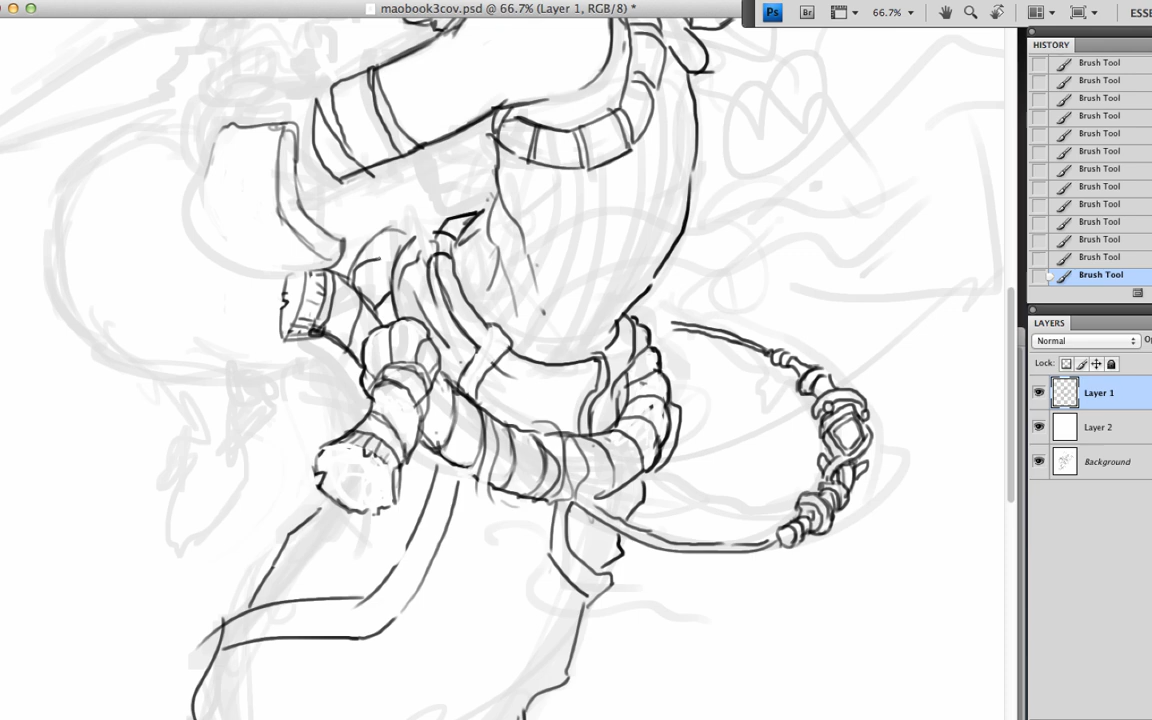 maobook3cov.psd @ 66.7% (Layer 1, RGB/8) *
Ps
Br
66.7%
ESSE
HISTORY
Brush Tool
Brush Tool
Brush Tool
Brush Tool
Brush Tool
Brush Tool
Brush Tool
Brush Tool
Brush Tool
Brush Tool
Brush Tool
Brush Tool
Brush Tool
LAYERS
Normal
Op
Lock:
Layer 1
Layer 2
Background